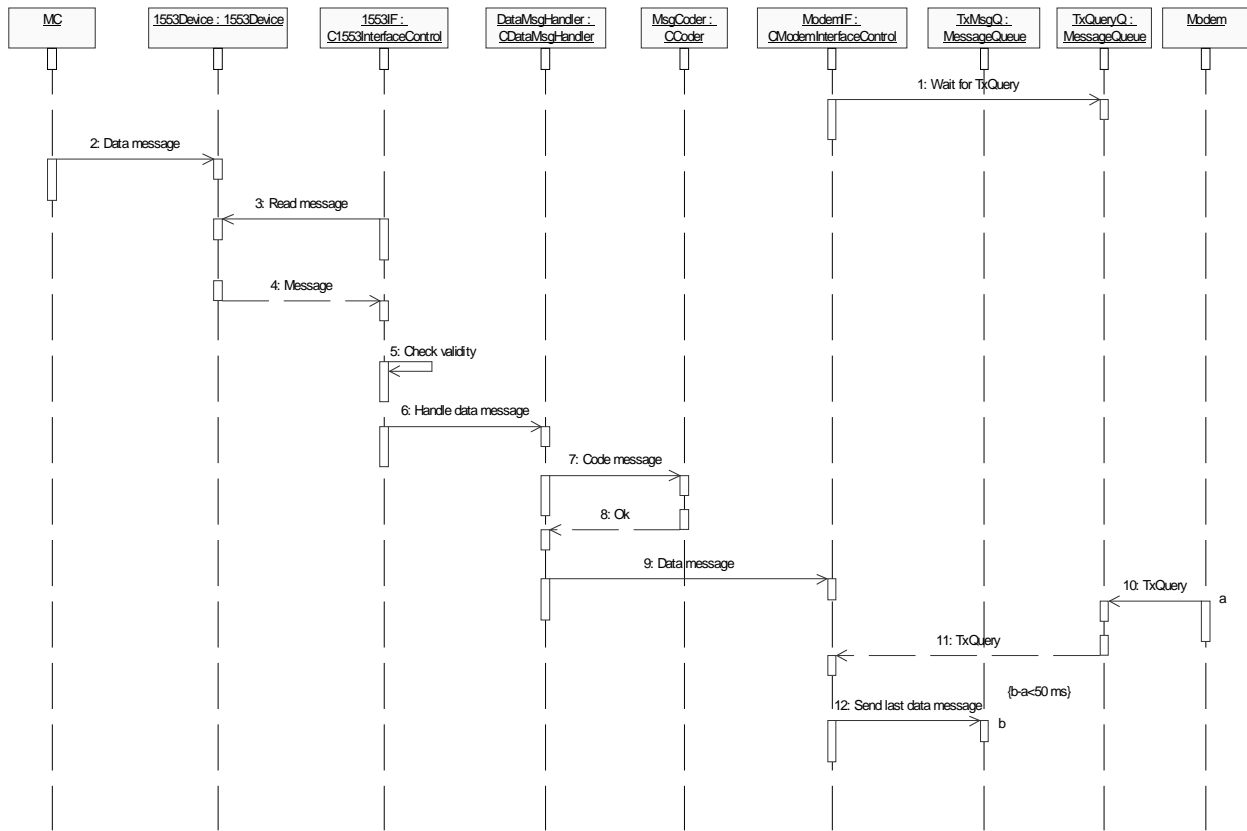 MC
1553Device : 1553Device
1553IF :
C1553InterfaceControl
DataMsgHandler :
CDataMsgHandler
MsgCoder :
CCoder
ModemIF :
CModemInterfaceControl
TxMsgQ :
MessageQueue
TxQueryQ :
MessageQueue
Modem
1: Wait for TxQuery
2: Data message
3: Read message
4: Message
5: Check validity
6: Handle data message
7: Code message
8: Ok
9: Data message
10: TxQuery
a
11: TxQuery
{b-a<50 ms}
12: Send last data message
b